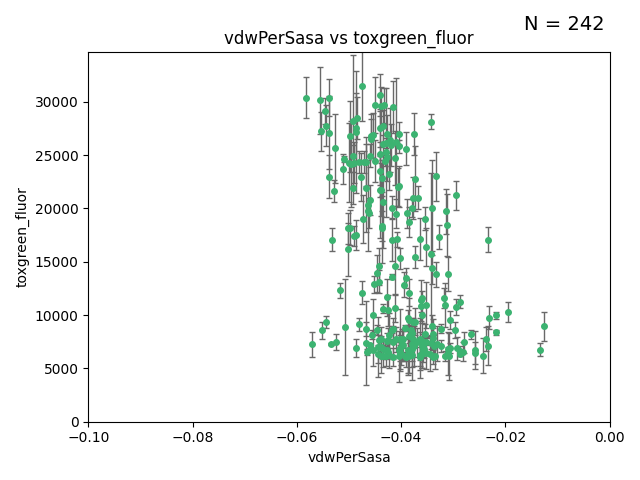 N = 242
vdwPerSasa vs toxgreen_fluor
toxgreen_fluor
30000
25000
20000
15000
10000
5000
0
−0.10 −0.08 −0.06 −0.04 −0.02 0.00
vdwPerSasa